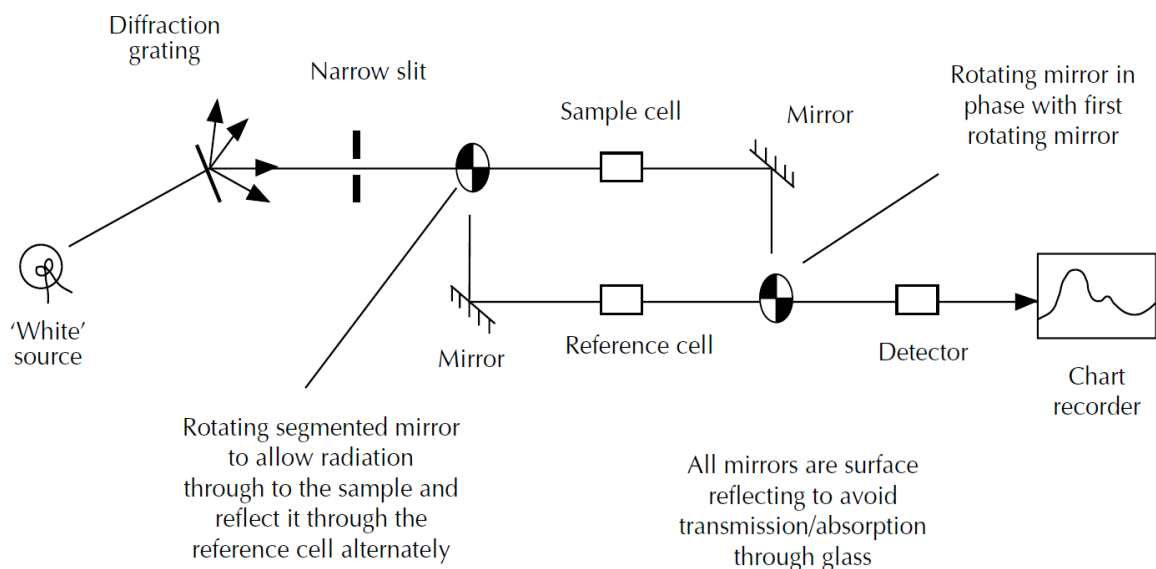 Diffraction
grating
Narrow slit
Sample cell
Mirror
Rotating mirror in
phase with first
rotating mirror
'White'
source
Mirror
Reference cell
Detector
Chart
recorder
Rotating segmented mirror
to allow radiation
through to the sample and
reflect it through the
reference cell alternately
All mirrors are surface
reflecting to avoid
transmission/absorption
through glass